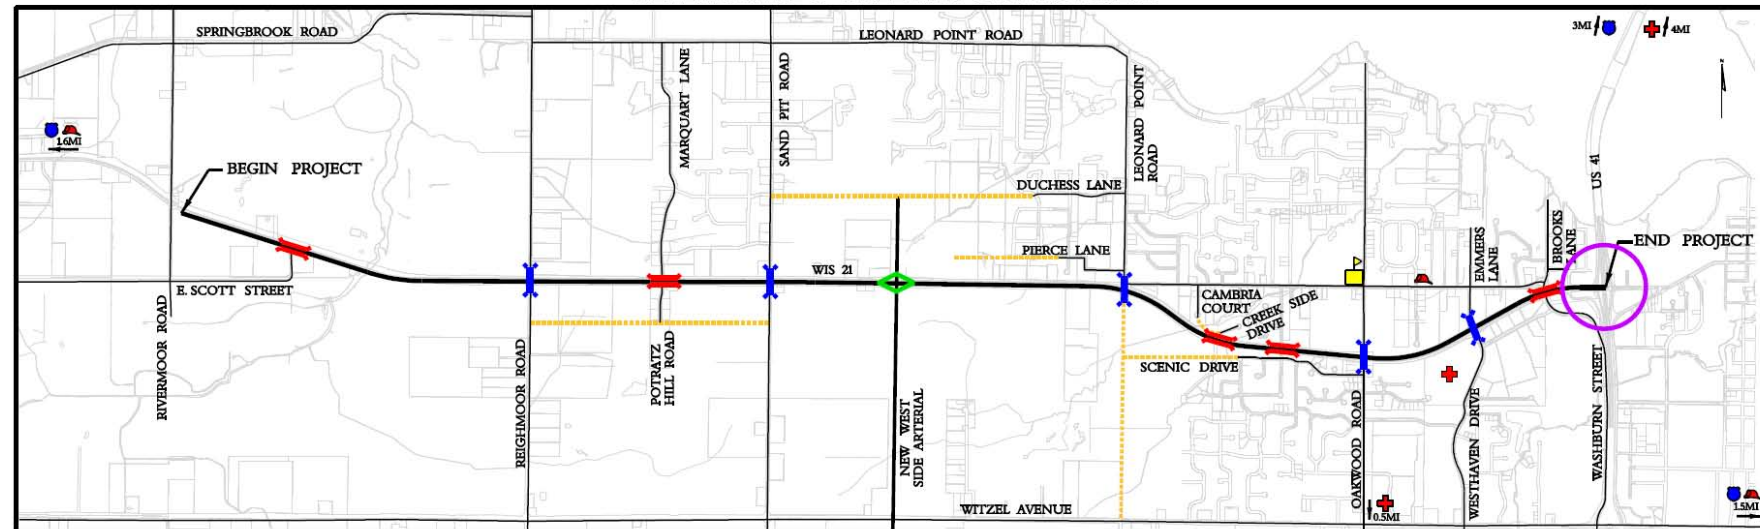 SPRINGBROOK ROAD
LEONARD POINT ROAD
3MI
4MI
MARQUART LANE
SAND PIT ROAD
LEONARD POINT
ROAD
1.6MI
BEGIN PROJECT
DUCHESS LANE
US 41
EMMERS
LANE
BROOKS
LANE
END PROJECT
PIERCE LANE
WIS 21
E. SCOTT STREET
CAMBRIA
COURT
CREEK SIDE
DRIVE
RIVERMOOR ROAD
REIGHMOOR ROAD
POTRATZ
HILL ROAD
NEW WEST
SIDE ARTERIAL
SCENIC DRIVE
OAKWOOD ROAD
WESTHAVEN DRIVE
WASHBURN STREET
WITZEL AVENUE
0.5MI
1.5MI